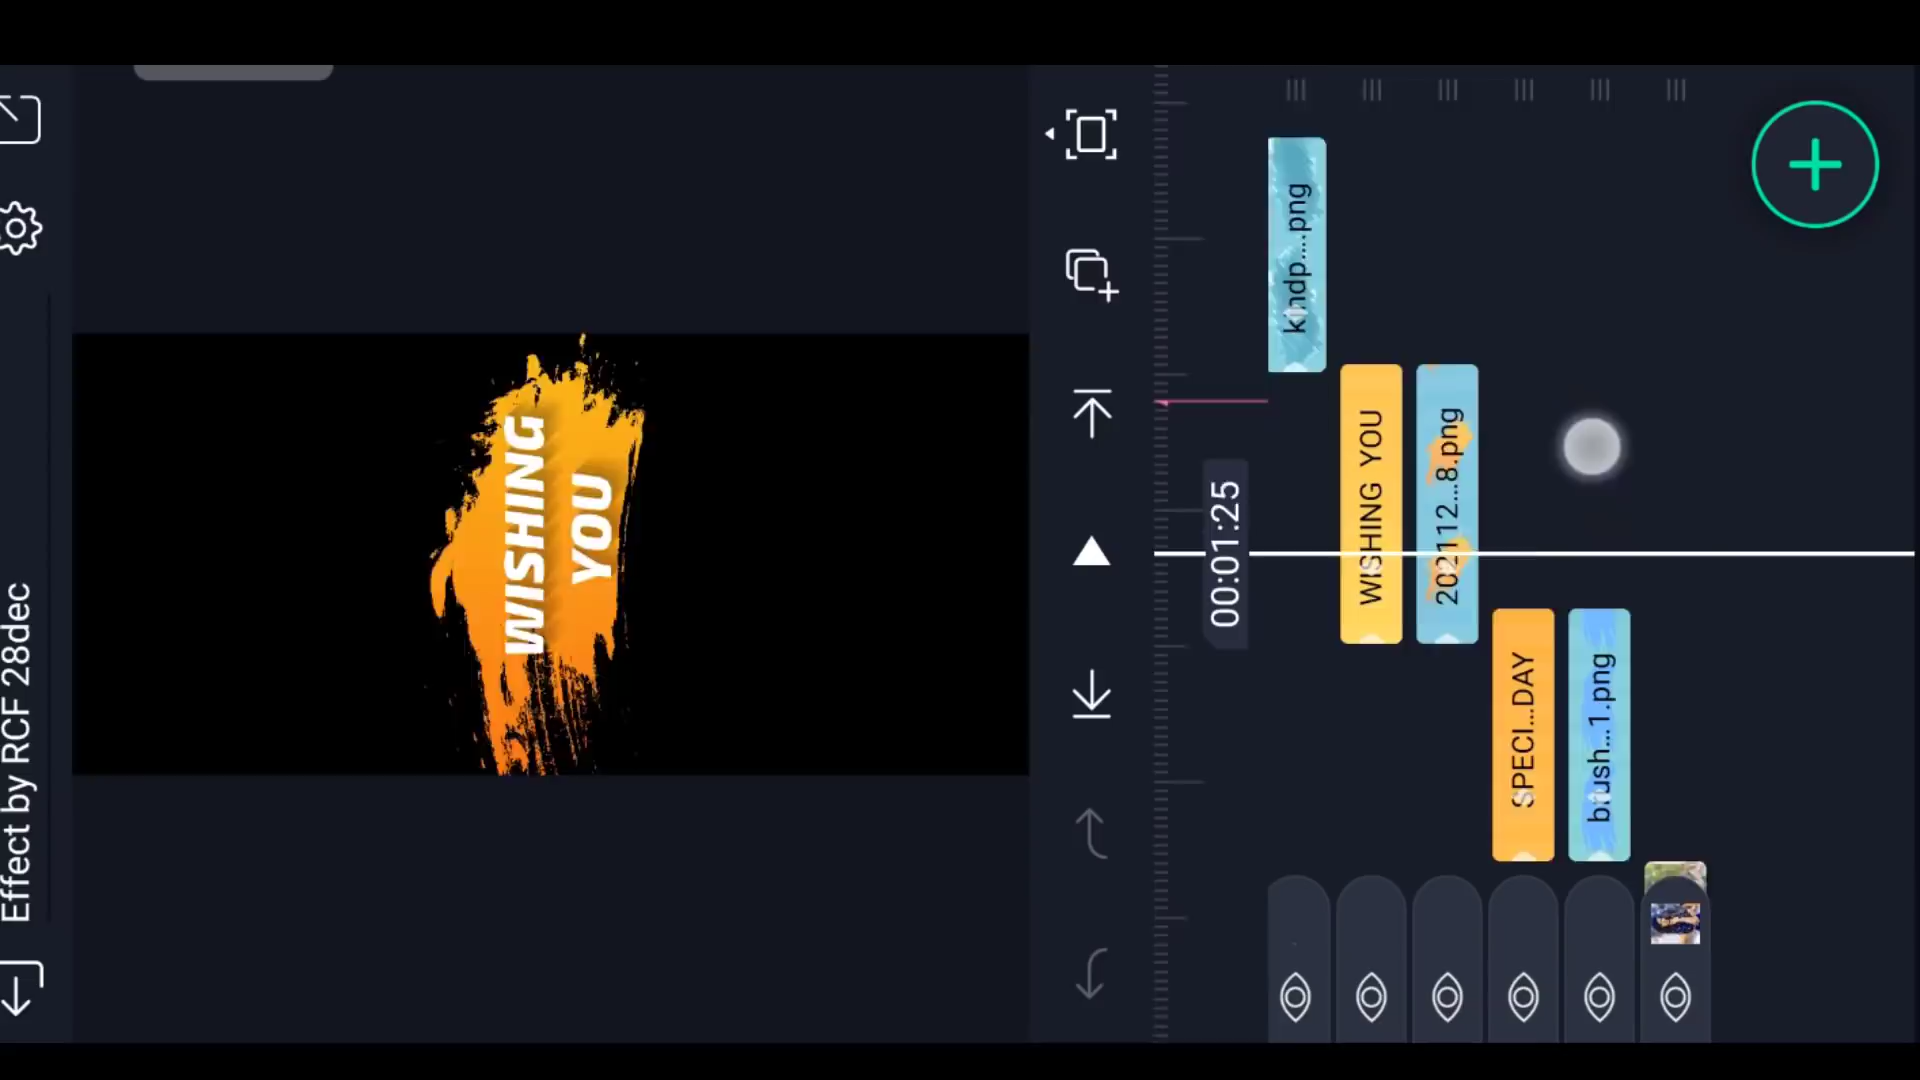 Effect by RCF 28dec
WISHING
YOU
00:01:25
kindp....png
WISHING YOU
202112...8.png
SPECI...DAY
brush...1.png